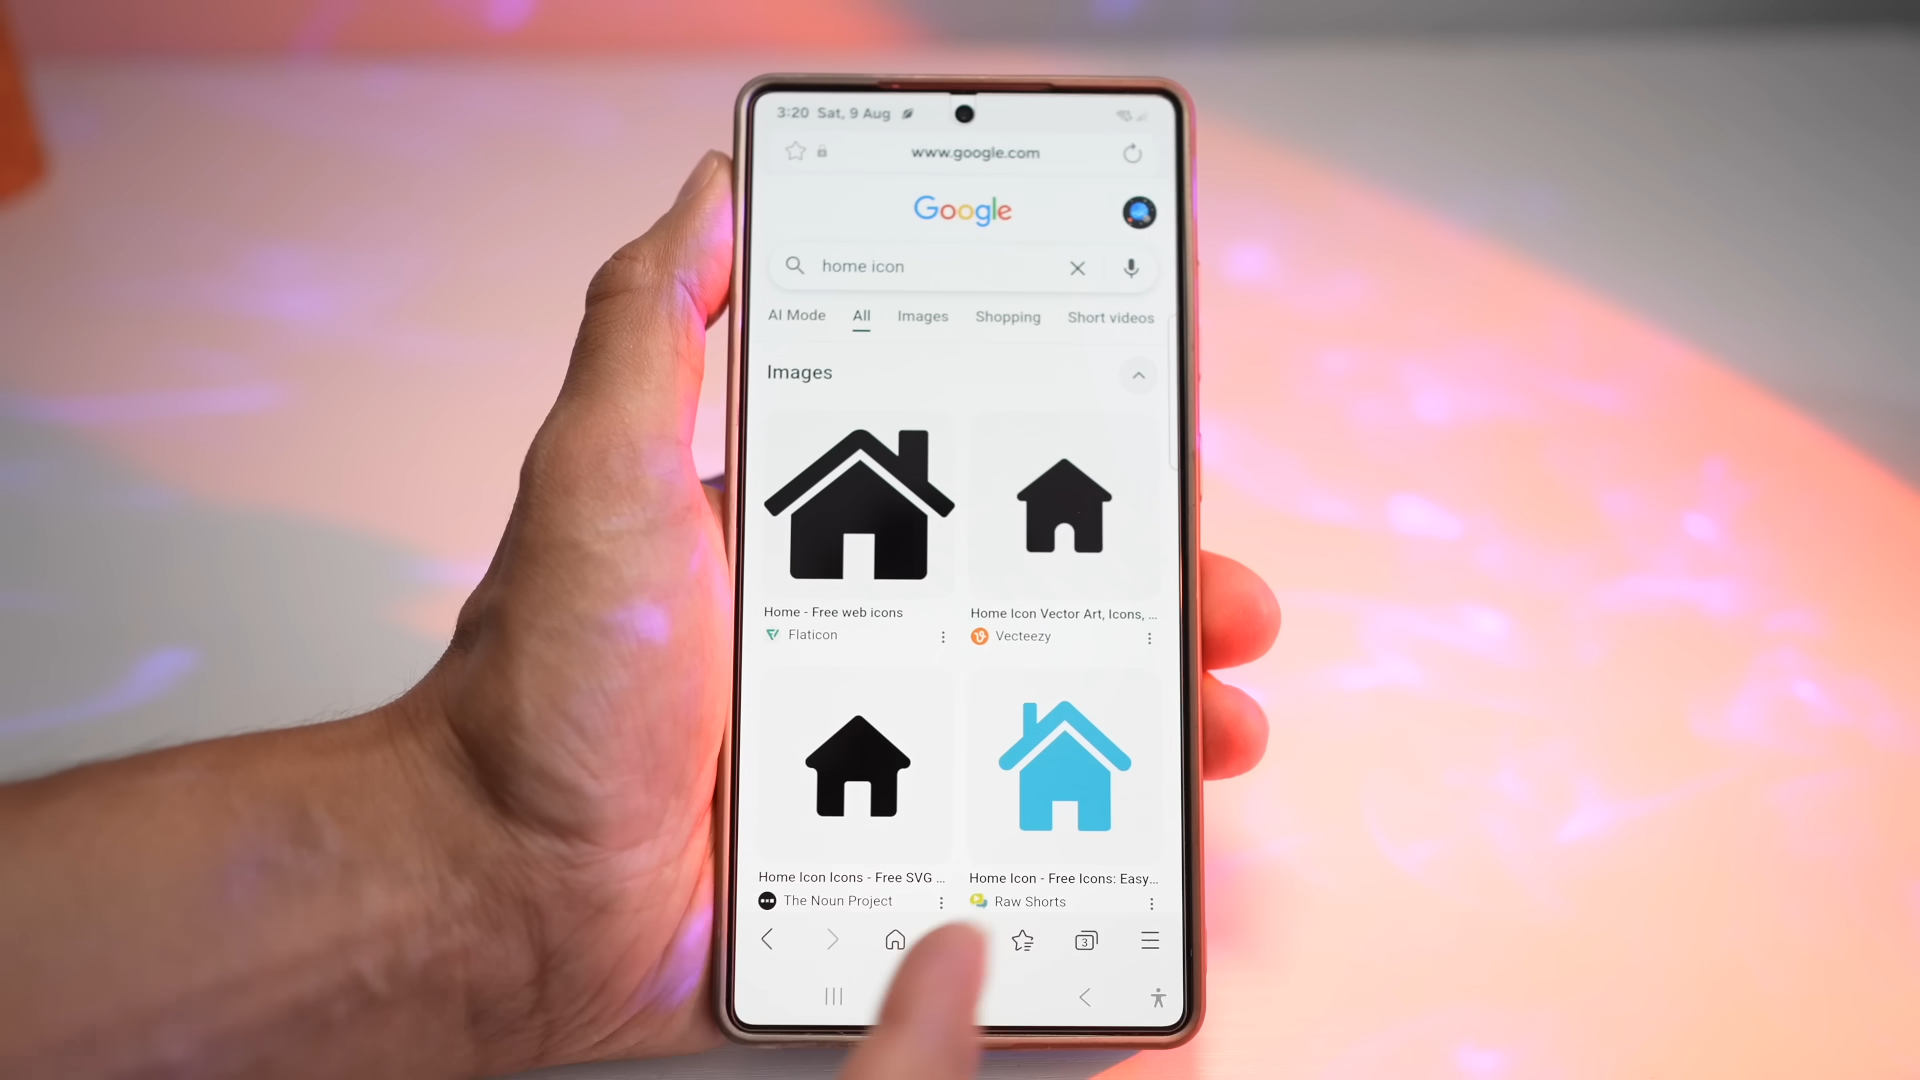 3:20 Sat, 9 Aug
www.google.com
Google
home icon
AI Mode All Images Shopping Short videos
Images
Home - Free web icons
Flaticon
Home Icon Vector Art, Icons, ...
Vecteezy
Home Icon Icons - Free SVG ...
The Noun Project
Home Icon - Free Icons: Easy...
Raw Shorts
3